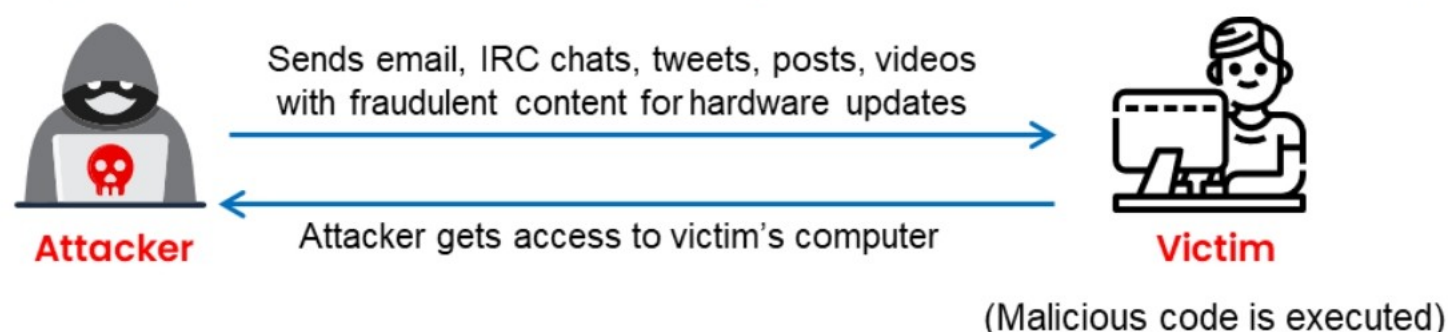 Sends email, IRC chats, tweets, posts, videos
with fraudulent content for hardware updates
Attacker gets access to victim's computer
Attacker
Victim
(Malicious code is executed)